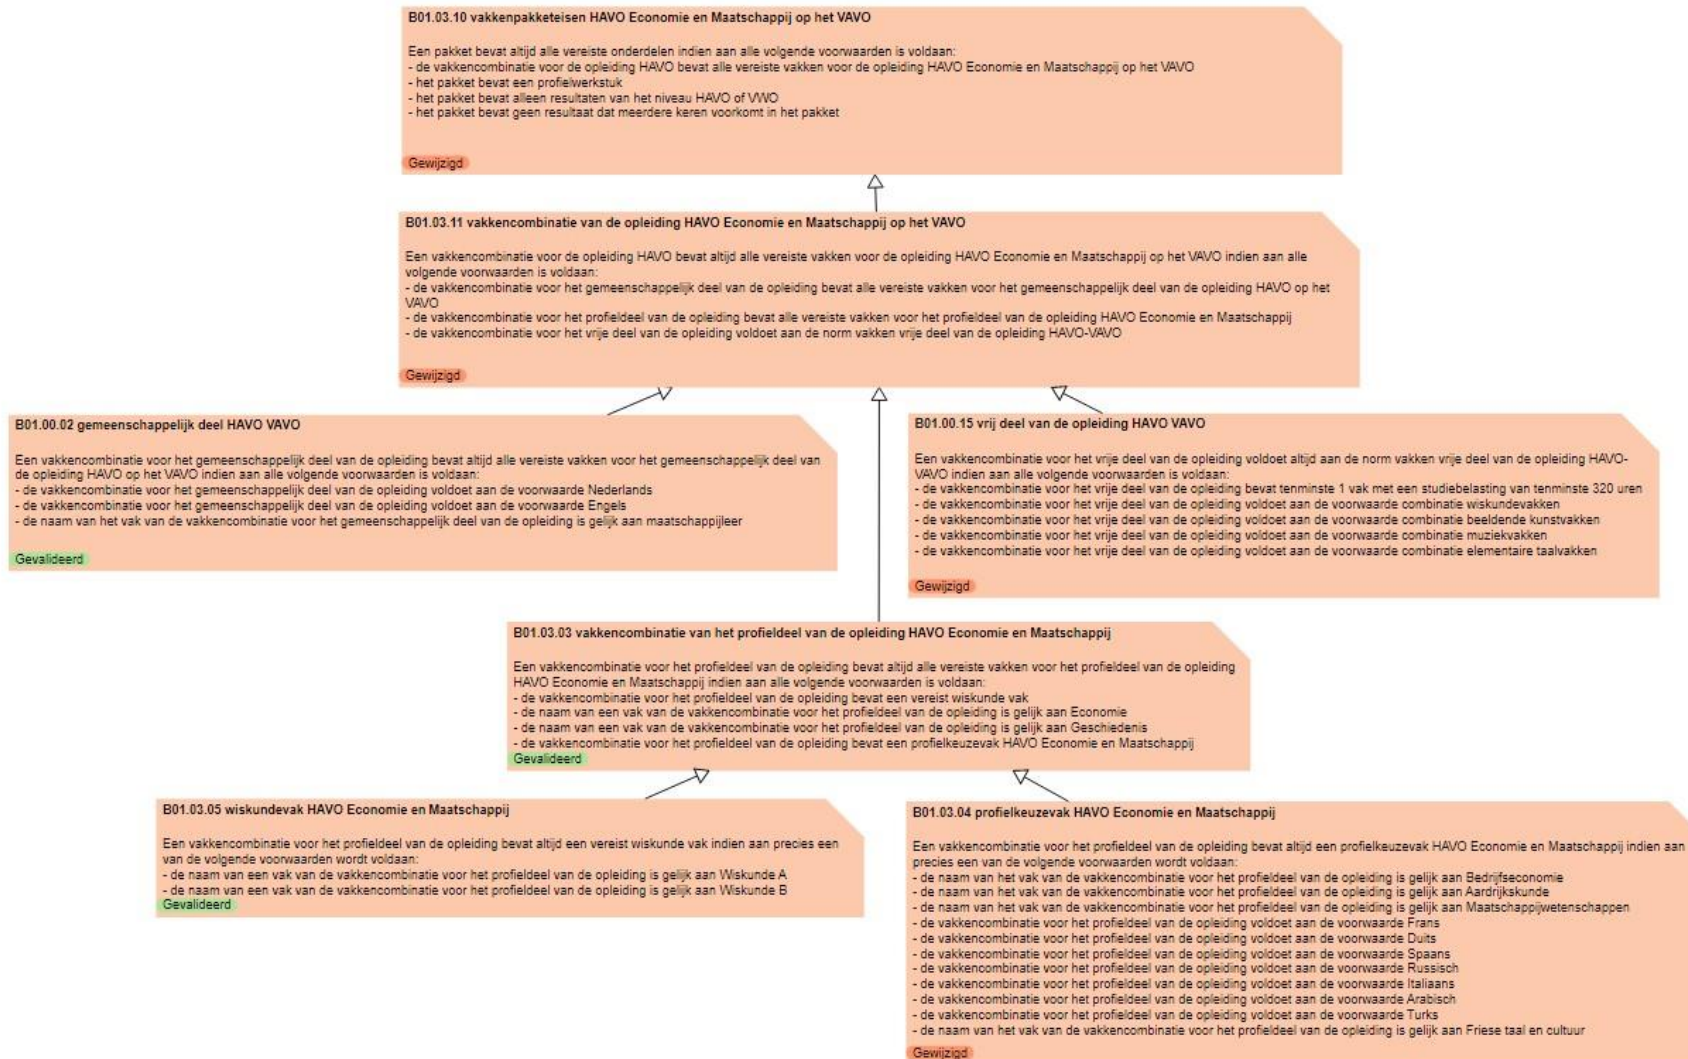 B01.03.10 vakkenpakketeisen HAVO Economie en Maatschappij op het VAVO
Een pakket bevat altijd alle vereiste onderdelen indien aan alle volgende voorwaarden is voldaan:
- de vakkencombinatie voor de opleiding HAVO bevat alle vereiste vakken voor de opleiding HAVO Economie en Maatschappij op het VAVO
- het pakket bevat een profielwerkstuk
- het pakket bevat alleen resultaten van het niveau HAVO of VWO
- het pakket bevat geen resultaat dat meerdere keren voorkomt in het pakket
Gewijzigd
B01.03.11 vakkencombinatie van de opleiding HAVO Economie en Maatschappij op het VAVO
Een vakkencombinatie voor de opleiding HAVO bevat altijd alle vereiste vakken voor de opleiding HAVO Economie en Maatschappij op het VAVO indien aan alle
volgende voorwaarden is voldaan:
- de vakkencombinatie voor het gemeenschappelijk deel van de opleiding bevat alle vereiste vakken voor het gemeenschappelijk deel van de opleiding HAVO op het
VAVO
- de vakkencombinatie voor het profieldeel van de opleiding bevat alle vereiste vakken voor het profieldeel van de opleiding HAVO Economie en Maatschappij
- de vakkencombinatie voor het vrije deel van de opleiding voldoet aan de norm vakken vrije deel van de opleiding HAVO-VAVO
Gewijzigd
B01.00.02 gemeenschappelijk deel HAVO VAVO
Een vakkencombinatie voor het gemeenschappelijk deel van de opleiding bevat altijd alle vereiste vakken voor het gemeenschappelijk deel van
de opleiding HAVO op het VAVO indien aan alle volgende voorwaarden is voldaan:
- de vakkencombinatie voor het gemeenschappelijk deel van de opleiding voldoet aan de voorwaarde Nederlands
- de vakkencombinatie voor het gemeenschappelijk deel van de opleiding voldoet aan de voorwaarde Engels
- de naam van het vak van de vakkencombinatie voor het gemeenschappelijk deel van de opleiding is gelijk aan maatschappijleer
Gevalideerd
B01.00.15 vrij deel van de opleiding HAVO VAVO
Een vakkencombinatie voor het vrije deel van de opleiding voldoet altijd aan de norm vakken vrije deel van de opleiding HAVO-
VAVO indien aan alle volgende voorwaarden is voldaan:
- de vakkencombinatie voor het vrije deel van de opleiding bevat tenminste 1 vak met een studiebelasting van tenminste 320 uren
- de vakkencombinatie voor het vrije deel van de opleiding voldoet aan de voorwaarde combinatie wiskundevakken
- de vakkencombinatie voor het vrije deel van de opleiding voldoet aan de voorwaarde combinatie beeldende kunstvakken
- de vakkencombinatie voor het vrije deel van de opleiding voldoet aan de voorwaarde combinatie muziekvakken
- de vakkencombinatie voor het vrije deel van de opleiding voldoet aan de voorwaarde combinatie elementaire taalvakken
Gewijzigd
B01.03.03 vakkencombinatie van het profieldeel van de opleiding HAVO Economie en Maatschappij
Een vakkencombinatie voor het profieldeel van de opleiding bevat altijd alle vereiste vakken voor het profieldeel van de opleiding
HAVO Economie en Maatschappij indien aan alle volgende voorwaarden is voldaan:
- de vakkencombinatie voor het profieldeel van de opleiding bevat een vereist wiskunde vak
- de naam van een vak van de vakkencombinatie voor het profieldeel van de opleiding is gelijk aan Economie
- de naam van een vak van de vakkencombinatie voor het profieldeel van de opleiding is gelijk aan Geschiedenis
- de vakkencombinatie voor het profieldeel van de opleiding bevat een profielkeuzevak HAVO Economie en Maatschappij
Gevalideerd
B01.03.05 wiskundevak HAVO Economie en Maatschappij
Een vakkencombinatie voor het profieldeel van de opleiding bevat altijd een vereist wiskunde vak indien aan precies een
van de volgende voorwaarden wordt voldaan:
- de naam van een vak van de vakkencombinatie voor het profieldeel van de opleiding is gelijk aan Wiskunde A
- de naam van een vak van de vakkencombinatie voor het profieldeel van de opleiding is gelijk aan Wiskunde B
Gevalideerd
B01.03.04 profielkeuzevak HAVO Economie en Maatschappij
Een vakkencombinatie voor het profieldeel van de opleiding bevat altijd een profielkeuzevak HAVO Economie en Maatschappij indien aan
precies een van de volgende voorwaarden wordt voldaan:
- de naam van het vak van de vakkencombinatie voor het profieldeel van de opleiding is gelijk aan Bedrijfseconomie
- de naam van het vak van de vakkencombinatie voor het profieldeel van de opleiding is gelijk aan Aardrijkskunde
- de naam van het vak van de vakkencombinatie voor het profieldeel van de opleiding is gelijk aan Maatschappijwetenschappen
- de vakkencombinatie voor het profieldeel van de opleiding voldoet aan de voorwaarde Frans
- de vakkencombinatie voor het profieldeel van de opleiding voldoet aan de voorwaarde Duits
- de vakkencombinatie voor het profieldeel van de opleiding voldoet aan de voorwaarde Spaans
- de vakkencombinatie voor het profieldeel van de opleiding voldoet aan de voorwaarde Russisch
- de vakkencombinatie voor het profieldeel van de opleiding voldoet aan de voorwaarde Italiaans
- de vakkencombinatie voor het profieldeel van de opleiding voldoet aan de voorwaarde Arabisch
- de vakkencombinatie voor het profieldeel van de opleiding voldoet aan de voorwaarde Turks
- de naam van het vak van de vakkencombinatie voor het profieldeel van de opleiding is gelijk aan Friese taal en cultuur
Gewijzigd